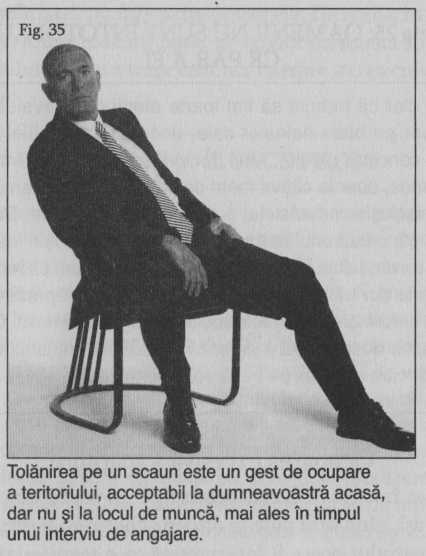 Fig. 35
Tolănirea pe un scaun este un gest de ocupare
a teritoriului, acceptabil la dumneavoastră acasă,
dar nu şi la locul de muncă, mai ales în timpul
unui interviu de angajare.